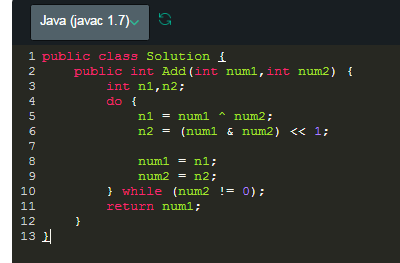 Java (javac 1.7)
1 public class Solution {
2     public int Add(int num1,int num2) {
3         int n1,n2;
4         do {
5             n1 = num1 ^ num2;
6             n2 = (num1 & num2) << 1;
7
8             num1 = n1;
9             num2 = n2;
10         } while (num2 != 0);
11         return num1;
12     }
13 }